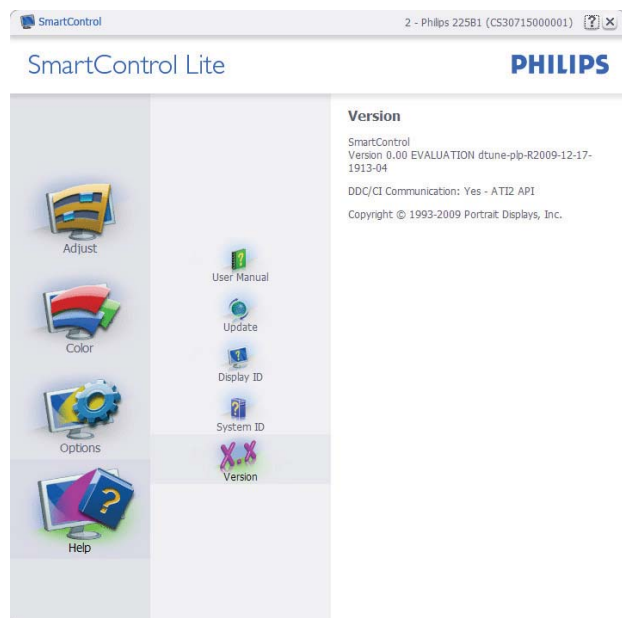 SmartControl
2 - Philips 225B1 (CS30715000001)
?
SmartControl Lite
PHILIPS
Adjust
Color
Options
?
Help
?
User Manual
Update
?
Display ID
?
System ID
X.X
Version
Version
SmartControl
Version 0.00 EVALUATION dtune-plp-R2009-12-17-
1913-04
DDC/CI Communication: Yes - ATI2 API
Copyright © 1993-2009 Portrait Displays, Inc.